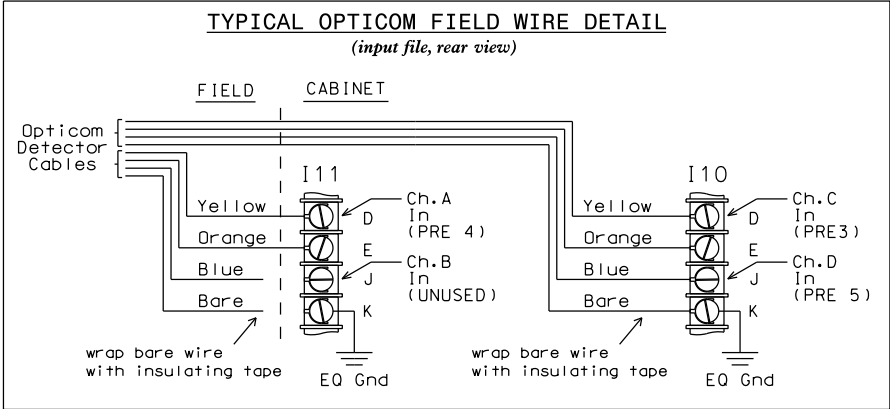 TYPICAL OPTICOM FIELD WIRE DETAIL
(input file, rear view)
FIELD
CABINET
Opticom
Detector
Cables
I11
Yellow
Orange
Blue
Bare
D
E
J
K
Ch.A
In
(PRE 4)
Ch.B
In
(UNUSED)
wrap bare wire
with insulating tape
EQ Gnd
I10
Yellow
Orange
Blue
Bare
D
E
J
K
Ch.C
In
(PRE3)
Ch.D
In
(PRE 5)
wrap bare wire
with insulating tape
EQ Gnd